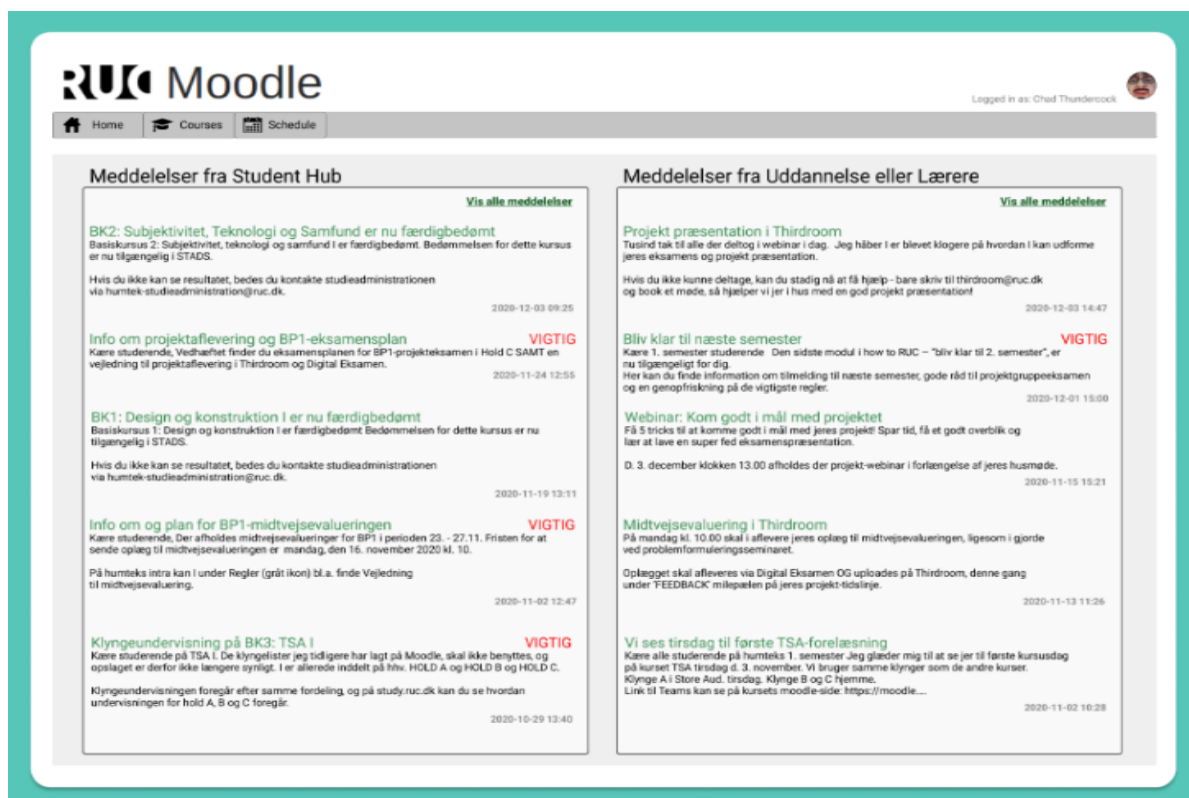 RUC Moodle
Logged in as: Chad Thundercock
Home
Courses
Schedule
Meddelelser fra Student Hub
Vis alle meddelelser
BK2: Subjektivitet, Teknologi og Samfund er nu færdigbedømt
Basiskursus 2: Subjektivitet, teknologi og samfund I er færdigbedømt. Bedømmelsen for dette kursus
er nu tilgængelig i STADS.
Hvis du ikke kan se resultatet, bedes du kontakte studieadministrationen
via humtek-studieadministration@ruc.dk.
2020-12-03 09:25
Info om projektaflevering og BP1-eksamensplan
VIGTIG
Kære studerende, Vedhæftet finder du eksamensplanen for BP1-projekteksamen i Hold C SAMT en
vejledning til projektaflevering i Thirdroom og Digital Eksamen.
2020-11-24 12:55
BK1: Design og konstruktion I er nu færdigbedømt
Basiskursus 1: Design og konstruktion I er færdigbedømt Bedømmelsen for dette kursus er nu
tilgængelig i STADS.
Hvis du ikke kan se resultatet, bedes du kontakte studieadministrationen
via humtek-studieadministration@ruc.dk.
2020-11-19 13:11
Info om og plan for BP1-midtvejsevalueringen
VIGTIG
Kære studerende, Der afholdes midtvejsevalueringer for BP1 i perioden 23. - 27.11. Fristen for at
sende oplæg til midtvejsevalueringen er mandag, den 16. november 2020 kl. 10.
På humteks intra kan I under Regler (gråt ikon) bl.a. finde Vejledning
til midtvejsevaluering.
2020-11-02 12:47
Klyngeundervisning på BK3: TSA I
VIGTIG
Kære studerende på TSA I. De klyngelister jeg tidligere har lagt på Moodle, skal ikke benyttes, og
opslaget er derfor ikke længere synligt. I er allerede inddelt på hhv. HOLD A og HOLD B og HOLD C.
Klyngeundervisningen foregår efter samme fordeling, og på study.ruc.dk kan du se hvordan
undervisningen for hold A, B og C foregår.
2020-10-29 13:40
Meddelelser fra Uddannelse eller Lærere
Vis alle meddelelser
Projekt præsentation i Thirdroom
Tusind tak til alle der deltog i webinar i dag. Jeg håber I er blevet klogere på hvordan I kan udforme
jeres eksamens og projekt præsentation.
Hvis du ikke kunne deltage, kan du stadig nå at få hjælp - bare skriv til thirdroom@ruc.dk
og book et møde, så hjælper vi jer i hus med en god projekt præsentation!
2020-12-03 14:47
Bliv klar til næste semester
VIGTIG
Kære 1. semester studerende Den sidste modul i how to RUC – "bliv klar til 2. semester", er
nu tilgængeligt for dig.
Her kan du finde information om tilmelding til næste semester, gode råd til projektgruppeeksamen
og en genopfriskning på de vigtigste regler.
2020-12-01 15:00
Webinar: Kom godt i mål med projektet
Få 5 tricks til at komme godt i mål med jeres projekt! Spar tid, få et godt overblik og
lær at lave en super fed eksamenspræsentation.
D. 3. december klokken 13.00 afholdes der projekt-webinar i forlængelse af jeres husmøde.
2020-11-15 15:21
Midtvejsevaluering i Thirdroom
På mandag kl. 10.00 skal i aflevere jeres oplæg til midtvejsevalueringen, ligesom i gjorde
ved problemformuleringsseminaret.
Oplægget skal afleveres via Digital Eksamen OG uploades på Thirdroom, denne gang
under 'FEEDBACK' milepælen på jeres projekt-tidslinje.
2020-11-13 11:26
Vi ses tirsdag til første TSA-forelæsning
Kære alle studerende på humteks 1. semester Jeg glæder mig til at se jer til første kursusdag
på kurset TSA tirsdag d. 3. november. Vi bruger samme klynger som de andre kurser.
Klynge A i Store Aud. tirsdag. Klynge B og C hjemme.
Link til Teams kan se på kursets moodle-side: https://moodle....
2020-11-02 10:28